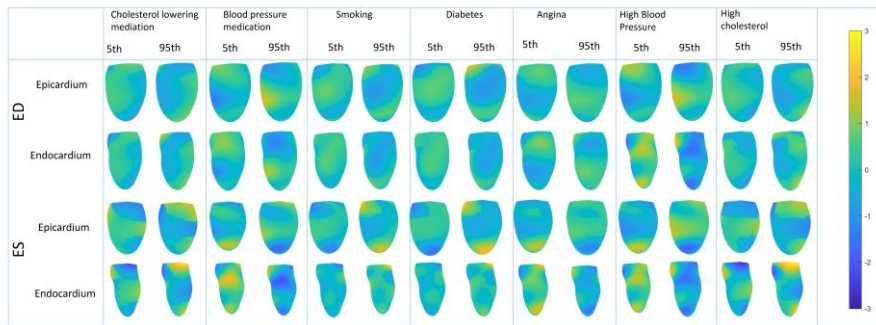 Cholesterol lowering mediation Blood pressure medication Smoking Diabetes Angina High Blood Pressure High cholesterol
5th 95th 5th 95th 5th 95th 5th 95th 5th 95th 5th 95th 5th 95th
ED
Epicardium
Endocardium
ES
Epicardium
Endocardium
3
2
1
0
-1
-2
-3